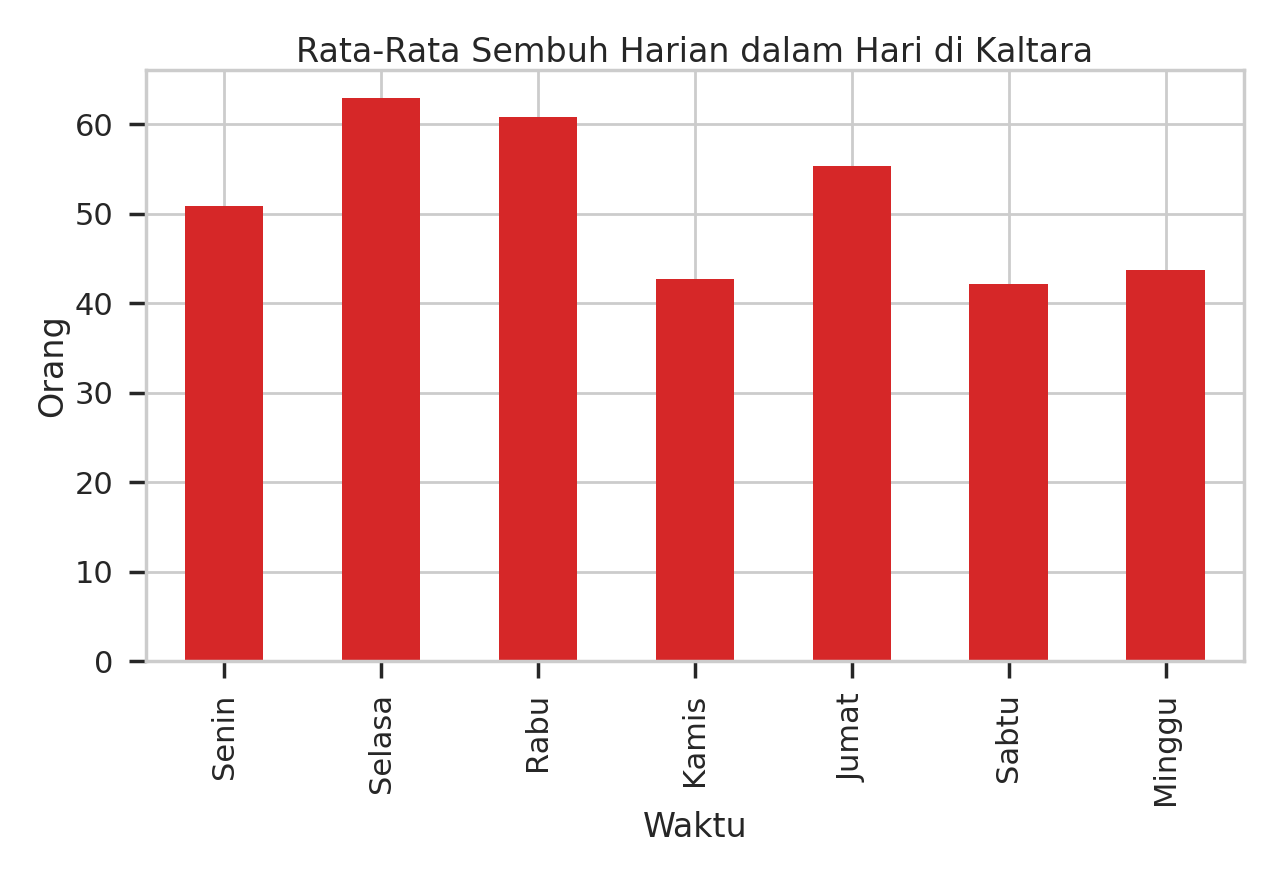 Rata-Rata Sembuh Harian dalam Hari di Kaltara
60
50
40
30
20
10
0
Orang
Senin
Selasa
Rabu
Kamis
Jumat
Sabtu
Minggu
Waktu